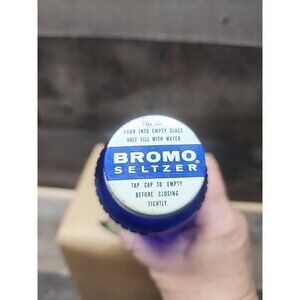 POUR INTO EMPTY GLASS
HALF FILL WITH WATER
BROMO®
SELTZER
TAP CAP TO EMPTY
BEFORE CLOSING
TIGHTLY.